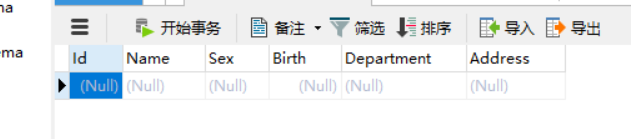 na
开始事务 备注 筛选 排序 导入 导出
ema
Id Name Sex Birth Department Address
(Null) (Null) (Null) (Null) (Null) (Null)